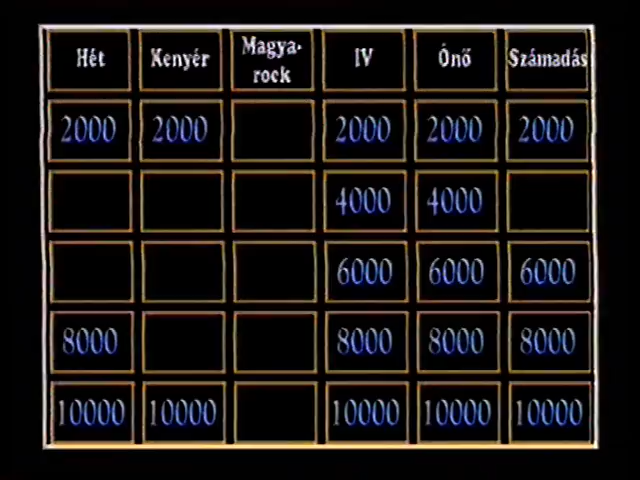 Hét Kenyér Magya-
rock IV Ónő Számadás
2000 2000 2000 2000 2000
4000 4000
6000 6000 6000
8000 8000 8000 8000
10000 10000 10000 10000 10000